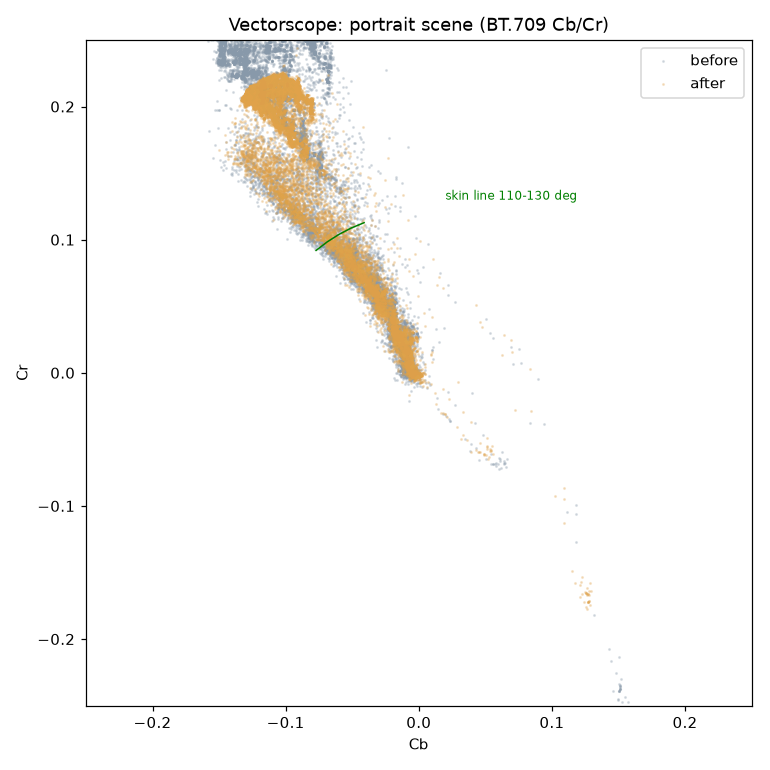 Vectorscope: portrait scene (BT.709 Cb/Cr)
before
after
skin line 110-130 deg
0.2
0.1
0.0
−0.1
−0.2
Cr
−0.2
−0.1
0.0
0.1
0.2
Cb